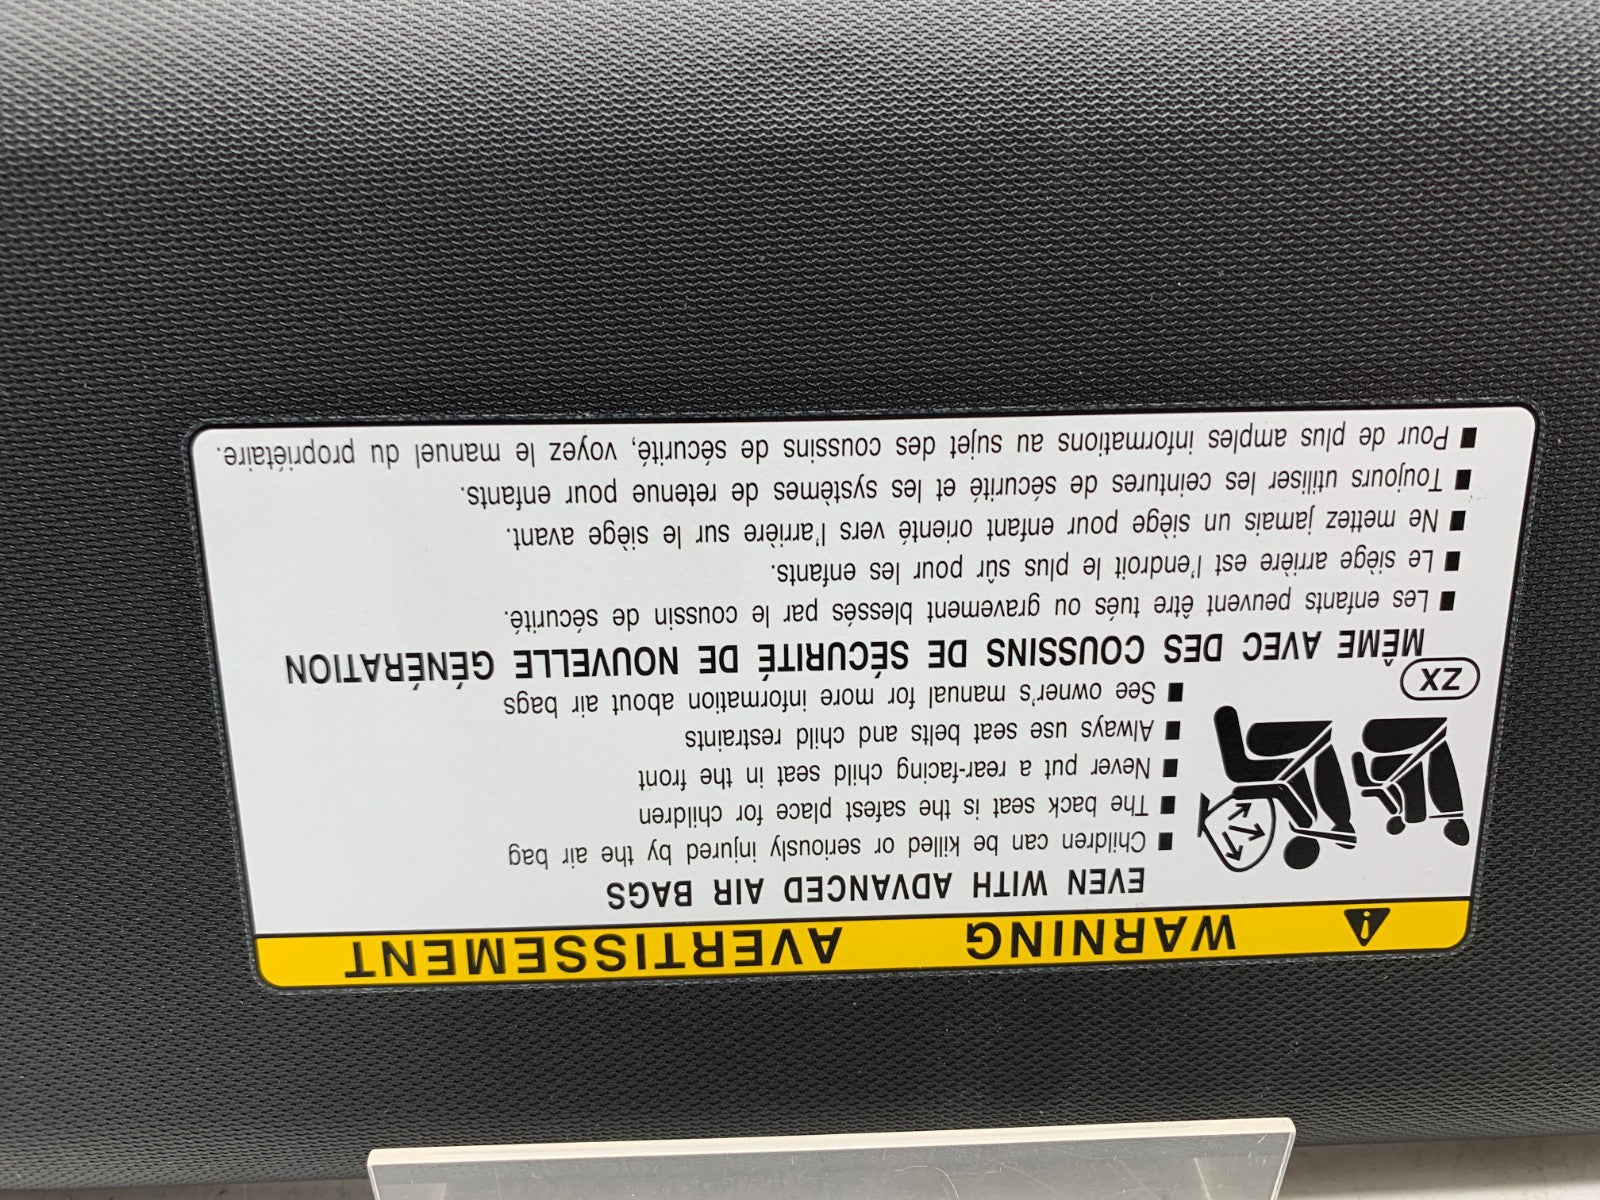 WARNING AVERTISSEMENT
EVEN WITH ADVANCED AIR BAGS
■ Children can be killed or seriously injured by the air bag
■ The back seat is the safest place for children
■ Never put a rear-facing child seat in the front
■ Always use seat belts and child restraints
■ See owner's manual for more information about air bags
ZX
MÊME AVEC DES COUSSINS DE SÉCURITÉ DE NOUVELLE GÉNÉRATION
■ Les enfants peuvent être tués ou gravement blessés par le coussin de sécurité.
■ Le siège arrière est l'endroit le plus sûr pour les enfants.
■ Ne mettez jamais un siège pour enfant orienté vers l'arrière sur le siège avant.
■ Toujours utiliser les ceintures de sécurité et les systèmes de retenue pour enfants.
■ Pour de plus amples informations au sujet des coussins de sécurité, voyez le manuel du propriétaire.